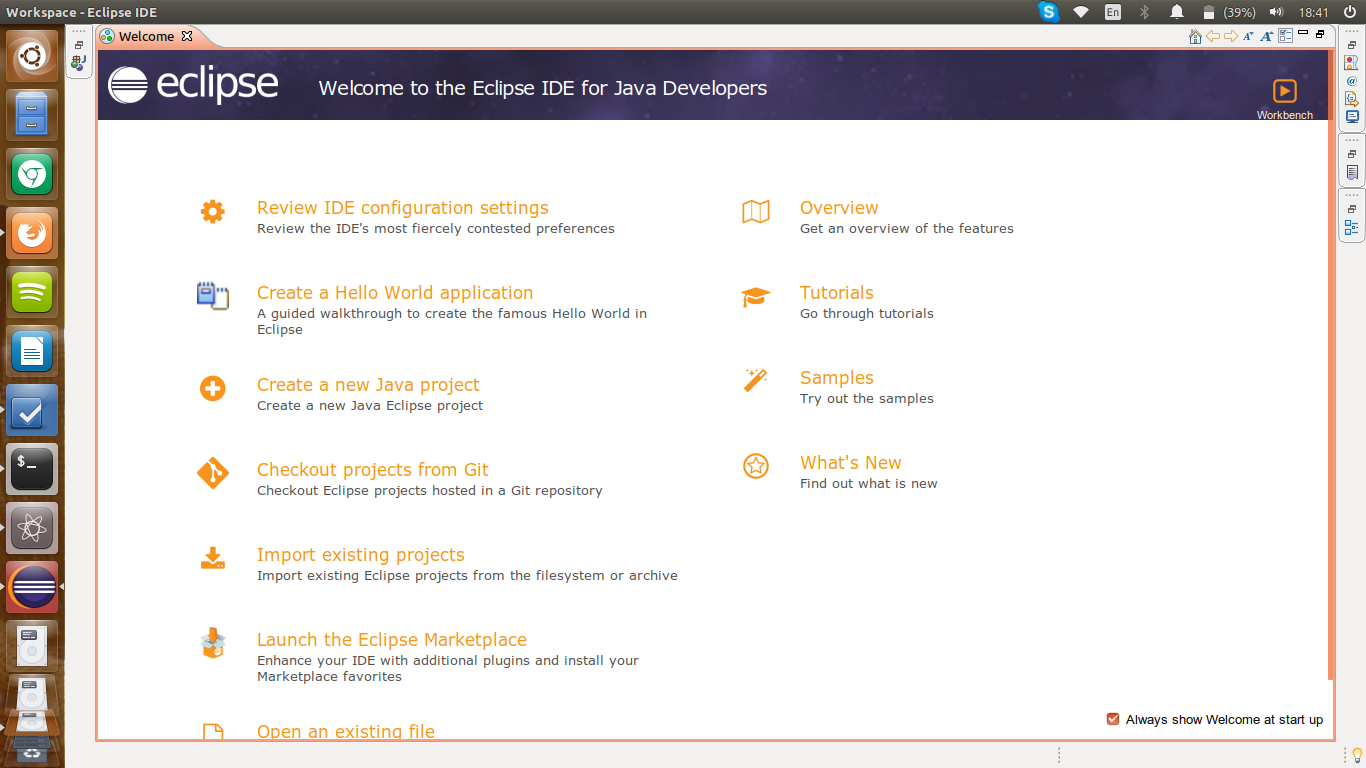 Workspace - Eclipse IDE
En
(39%)
18:41
Welcome
eclipse
Welcome to the Eclipse IDE for Java Developers
Workbench
Review IDE configuration settings
Review the IDE's most fiercely contested preferences
Create a Hello World application
A guided walkthrough to create the famous Hello World in
Eclipse
Create a new Java project
Create a new Java Eclipse project
Checkout projects from Git
Checkout Eclipse projects hosted in a Git repository
Import existing projects
Import existing Eclipse projects from the filesystem or archive
Launch the Eclipse Marketplace
Enhance your IDE with additional plugins and install your
Marketplace favorites
Open an existing file
Overview
Get an overview of the features
Tutorials
Go through tutorials
Samples
Try out the samples
What's New
Find out what is new
Always show Welcome at start up